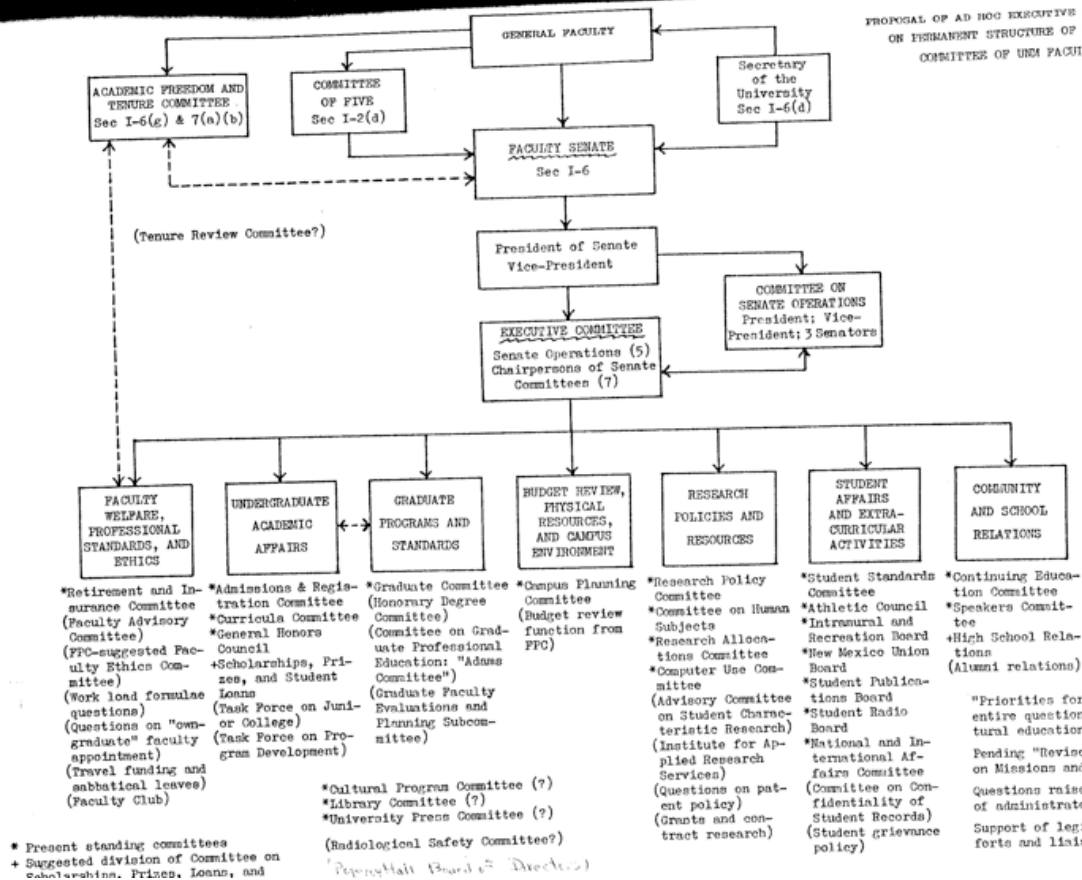 PROPOSAL OF AD HOC EXECUTIVE
ON PERMANENT STRUCTURE OF
COMMITTEE OF UNM
GENERAL FACULTY
ACADEMIC FREEDOM AND
TENURE COMMITTEE
Sec I-6(g) & 7(a)(b)
COMMITTEE
OF FIVE
Sec I-2(d)
Secretary
of the
University
Sec I-6(d)
FACULTY SENATE
Sec I-6
(Tenure Review Committee?)
President of Senate
Vice-President
COMMITTEE ON
SENATE OPERATIONS
President; Vice-
President; 3 Senators
EXECUTIVE COMMITTEE
Senate Operations (5)
Chairpersons of Senate
Committees (7)
FACULTY
WELFARE,
PROFESSIONAL
STANDARDS, AND
ETHICS
UNDERGRADUATE
ACADEMIC
AFFAIRS
GRADUATE
PROGRAMS AND
STANDARDS
BUDGET REVIEW,
PHYSICAL
RESOURCES,
AND CAMPUS
ENVIRONMENT
RESEARCH
POLICIES AND
RESOURCES
STUDENT
AFFAIRS
AND EXTRA-
CURRICULAR
ACTIVITIES
COMMUNITY
AND SCHOOL
RELATIONS
*Retirement and In-
surance Committee
(Faculty Advisory
Committee)
(FPC-suggested Fac-
ulty Ethics Com-
mittee)
(Work load formulae
questions)
(Questions on "own-
graduate" faculty
appointment)
(Travel funding and
sabbatical leaves)
(Faculty Club)
*Admissions & Regis-
tration Committee
*Curricula Committee
*General Honors
Council
+Scholarships, Pri-
zes, and Student
Loans
(Task Force on Juni-
or College)
(Task Force on Pro-
gram Development)
*Graduate Committee
(Honorary Degree
Committee)
(Committee on Grad-
uate Professional
Education: "Adams
Committee")
(Graduate Faculty
Evaluations and
Planning Subcom-
mittee)
*Campus Planning
Committee
(Budget review
function from
FPC)
*Research Policy
Committee
*Committee on Human
Subjects
*Research Alloca-
tions Committee
*Computer Use Com-
mittee
(Advisory Committee
on Student Charac-
teristic Research)
(Institute for Ap-
plied Research
Services)
(Questions on pat-
ent policy)
(Grants and con-
tract research)
*Student Standards
Committee
*Athletic Council
*Intramural and
Recreation Board
*New Mexico Union
Board
*Student Publica-
tions Board
*Student Radio
Board
*National and In-
ternational Af-
fairs Committee
(Committee on Con-
fidentiality of
Student Records)
(Student grievance
policy)
*Continuing Educa-
tion Committee
*Speakers Commit-
tee
+High School Rela-
tions
(Alumni relations)
"Priorities for
entire question
tural education
Pending "Revise
on Missions and
Questions raise
of administrat
Support of leg
forts and liais
*Cultural Program Committee (?)
*Library Committee (?)
*University Press Committee (?)
(Radiological Safety Committee?)
Hall Board of Directors)
* Present standing committees
+ Suggested division of Committee on
Scholarships, Prizes, Loans, and